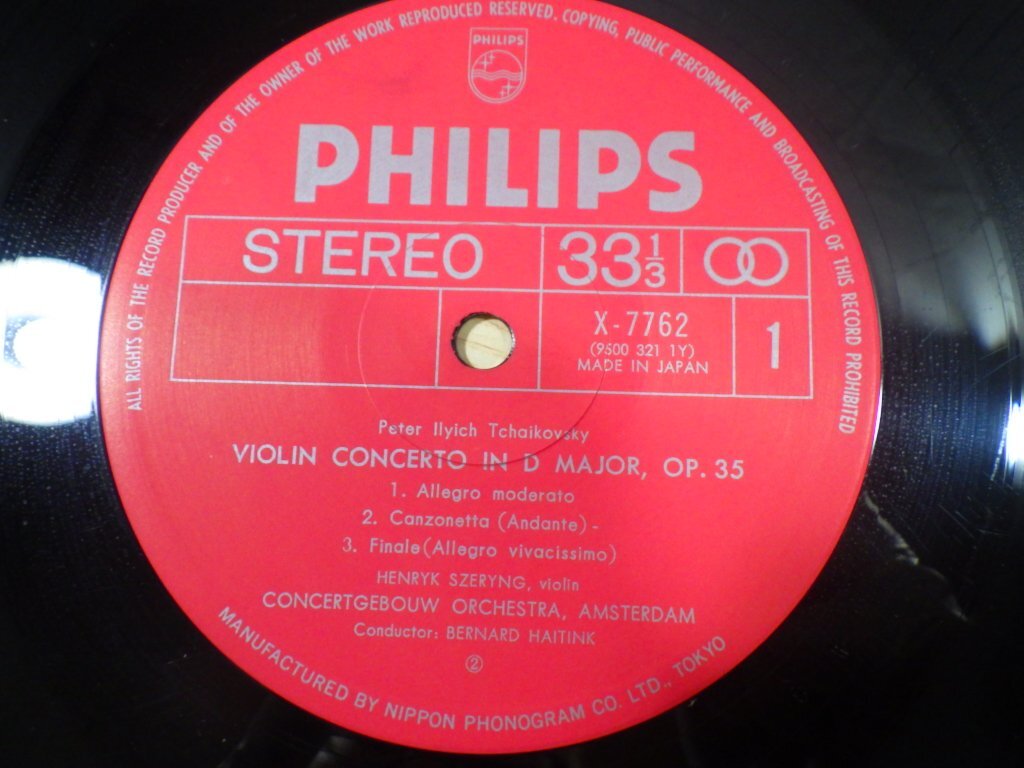 ALL RIGHTS OF THE RECORD PRODUCER AND OF THE OWNER OF THE WORK REPRODUCED RESERVED. COPYING, PUBLIC PERFORMANCE AND BROADCASTING OF THIS RECORD PROHIBITED
PHILIPS
PHILIPS
STEREO 33 1/3
X-7762 1
(9500 321 1Y)
MADE IN JAPAN
Peter Ilyich Tchaikovsky
VIOLIN CONCERTO IN D MAJOR, OP. 35
1. Allegro moderato
2. Canzonetta (Andante) -
3. Finale (Allegro vivacissimo)
HENRYK SZERYNG, violin
CONCERTGEBOUW ORCHESTRA, AMSTERDAM
Conductor: BERNARD HAITINK
②
MANUFACTURED BY NIPPON PHONOGRAM CO. LTD., TOKYO